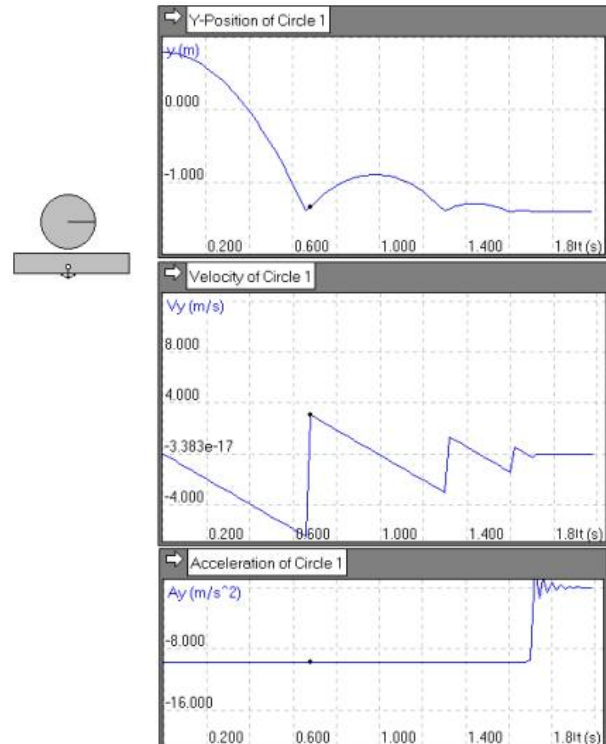 Y-Position of Circle 1
y (m)
0.000
-1.000
0.200 0.600 1.000 1.400 1.8 t (s)
Velocity of Circle 1
Vy (m/s)
8.000
4.000
-3.383e-17
-4.000
0.200 0.600 1.000 1.400 1.8 t (s)
Acceleration of Circle 1
Ay (m/s^2)
-8.000
-16.000
0.200 0.600 1.000 1.400 1.8 t (s)